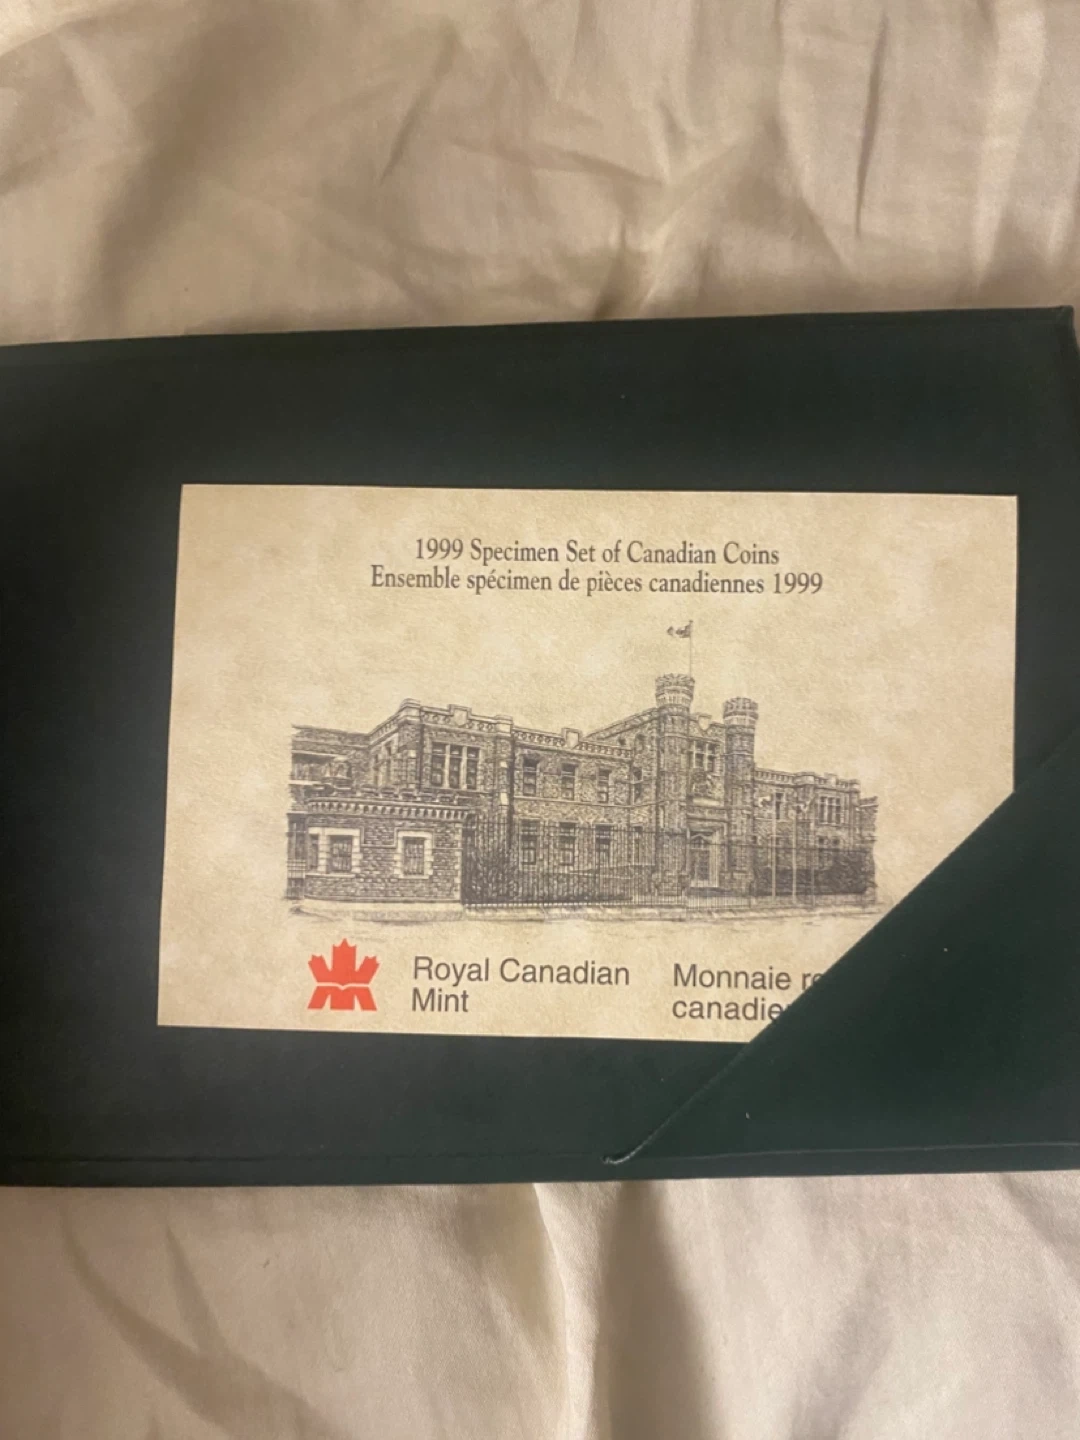 1999 Specimen Set of Canadian Coins
Ensemble spécimen de pièces canadiennes 1999
Royal Canadian
Mint
Monnaie